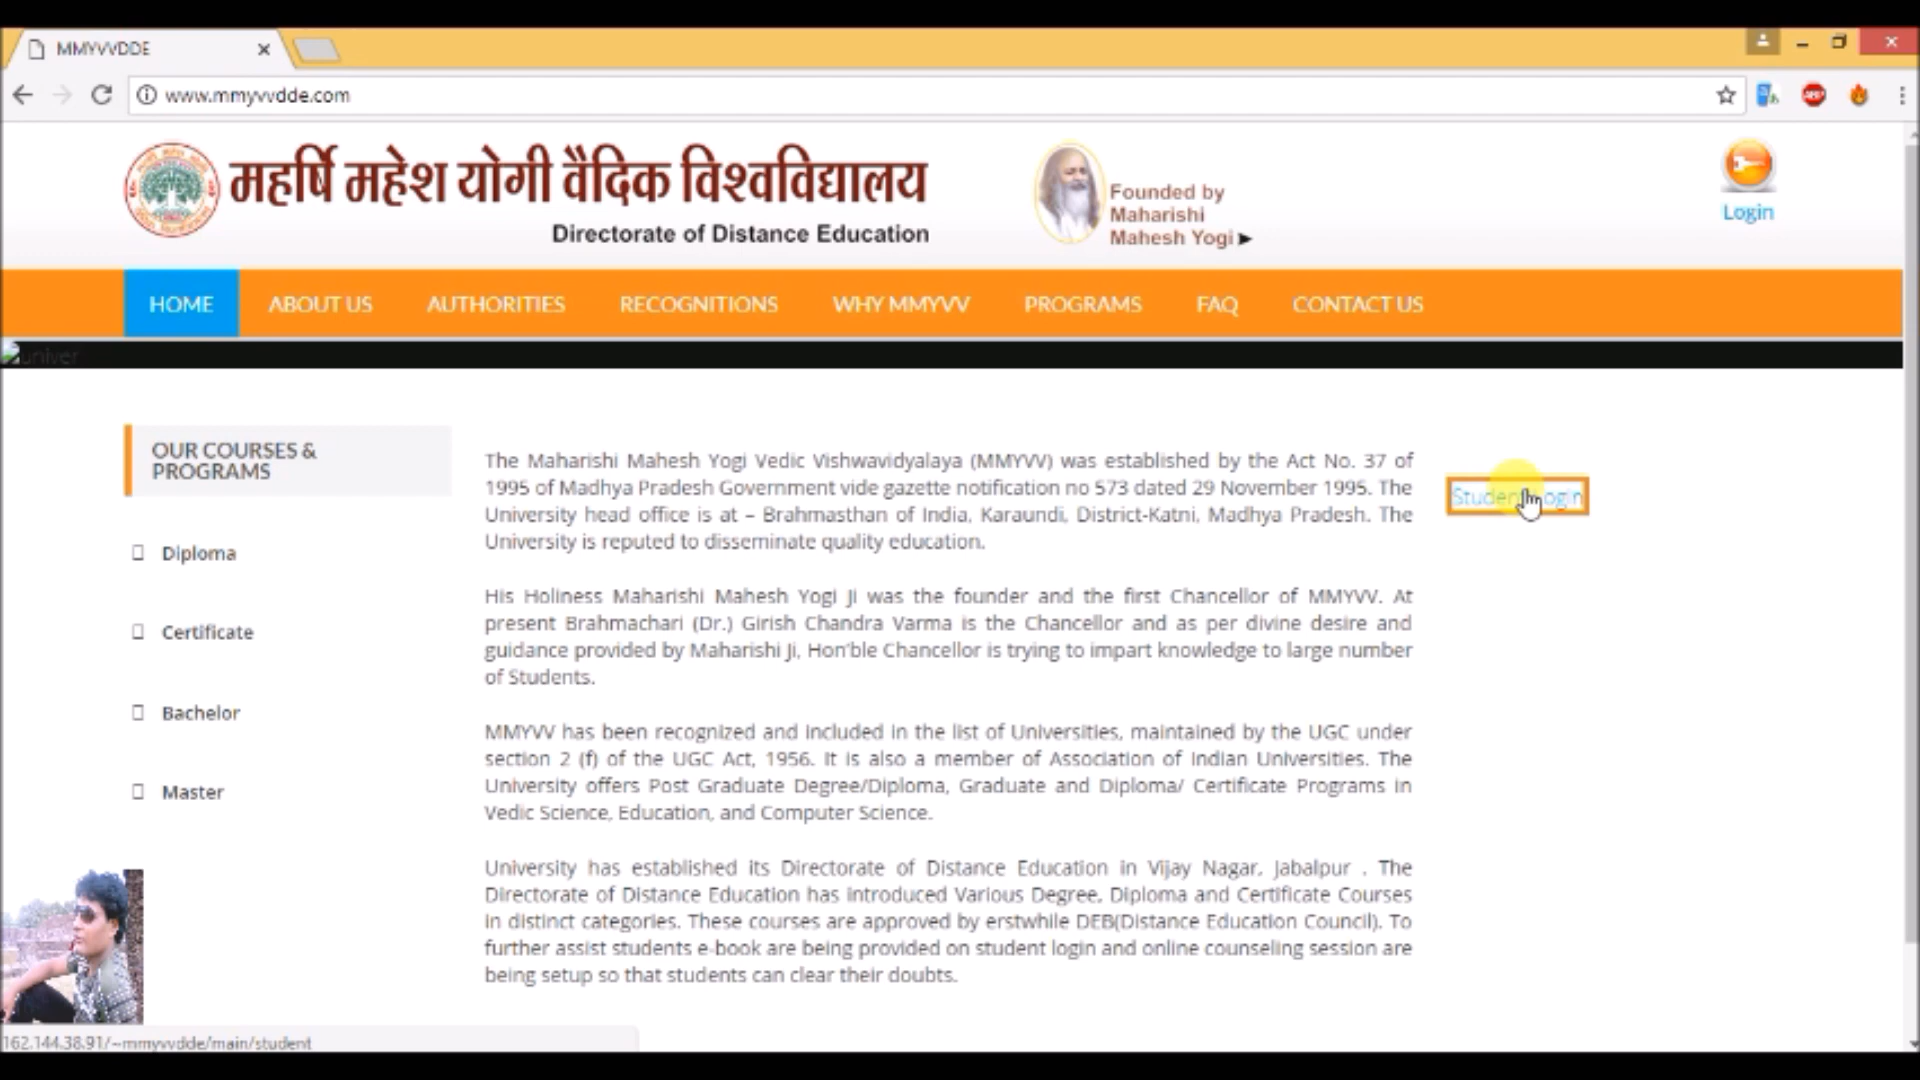 MMYVVDDE
www.mmyvvdde.com
महर्षि महेश योगी वैदिक विश्वविद्यालय
Directorate of Distance Education
Founded by
Maharishi
Mahesh Yogi
Login
HOME ABOUT US AUTHORITIES RECOGNITIONS WHY MMYVV PROGRAMS FAQ CONTACT US
univer
OUR COURSES &
PROGRAMS
Diploma
Certificate
Bachelor
Master
The Maharishi Mahesh Yogi Vedic Vishwavidyalaya (MMYVV) was established by the Act No. 37 of
1995 of Madhya Pradesh Government vide gazette notification no 573 dated 29 November 1995. The
University head office is at – Brahmasthan of India, Karaundi, District-Katni, Madhya Pradesh. The
University is reputed to disseminate quality education.
His Holiness Maharishi Mahesh Yogi Ji was the founder and the first Chancellor of MMYVV. At
present Brahmachari (Dr.) Girish Chandra Varma is the Chancellor and as per divine desire and
guidance provided by Maharishi Ji, Hon'ble Chancellor is trying to impart knowledge to large number
of Students.
MMYVV has been recognized and included in the list of Universities, maintained by the UGC under
section 2 (f) of the UGC Act, 1956. It is also a member of Association of Indian Universities. The
University offers Post Graduate Degree/Diploma, Graduate and Diploma/ Certificate Programs in
Vedic Science, Education, and Computer Science.
University has established its Directorate of Distance Education in Vijay Nagar, Jabalpur . The
Directorate of Distance Education has introduced Various Degree, Diploma and Certificate Courses
in distinct categories. These courses are approved by erstwhile DEB(Distance Education Council). To
further assist students e-book are being provided on student login and online counseling session are
being setup so that students can clear their doubts.
Student Login
162.144.38.91/~mmyvvdde/main/student